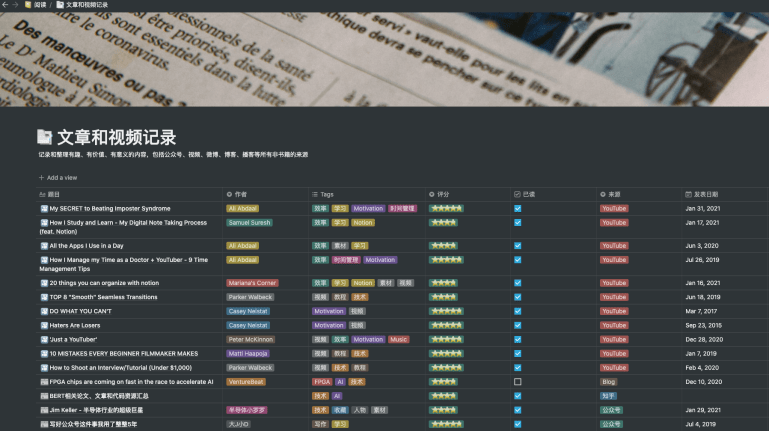 阅读 / 文章和视频记录
Des manœuvres ou pas
Le Dr Mathieu Simon
le coronavirus.
essionnels de la santé
être priorisés, disent-ils,
sont essentiels dans la lutte
devra se pencher sur ce
vaut-elle pour les lits en
文章和视频记录
记录和整理有趣、有价值、有意义的内容，包括公众号、视频、微博、博客、播客等所有非书籍的来源
+ Add a view
题目 作者 Tags 评分 已读 来源 发表日期
My SECRET to Beating Imposter Syndrome Ali Abdaal 效率 学习 Motivation 时间管理 ⭐⭐⭐⭐⭐ YouTube Jan 31, 2021
How I Study and Learn - My Digital Note Taking Process Samuel Suresh 效率 学习 Notion ⭐⭐⭐⭐ YouTube Jan 17, 2021
(feat. Notion)
All the Apps I Use in a Day Ali Abdaal 效率 素材 学习 ⭐⭐⭐⭐ YouTube Jun 3, 2020
How I Manage my Time as a Doctor + YouTuber - 9 Time Ali Abdaal 效率 时间管理 Motivation ⭐⭐⭐⭐⭐ YouTube Jul 26, 2019
Management Tips
20 things you can organize with notion Mariana's Corner 效率 学习 Notion 素材 视频 ⭐⭐⭐⭐ YouTube Jan 16, 2021
TOP 8 "Smooth" Seamless Transitions Parker Walbeck 视频 教程 技术 ⭐⭐⭐⭐ YouTube Jun 18, 2019
DO WHAT YOU CAN'T Casey Neistat Motivation 视频 ⭐⭐⭐⭐⭐ YouTube Mar 7, 2017
Haters Are Losers Casey Neistat Motivation 视频 ⭐⭐⭐⭐ YouTube Sep 23, 2015
'Just a YouTuber' Peter McKinnon 视频 效率 Motivation Music ⭐⭐⭐⭐⭐ YouTube Dec 28, 2020
10 MISTAKES EVERY BEGINNER FILMMAKER MAKES Matti Haapoja 视频 教程 技术 ⭐⭐⭐⭐ YouTube Jan 7, 2019
How to Shoot an Interview/Tutorial (Under $1,000) Parker Walbeck 视频 技术 教程 ⭐⭐⭐⭐ YouTube Feb 4, 2020
FPGA chips are coming on fast in the race to accelerate AI VentureBeat FPGA AI 技术 ⭐⭐⭐⭐ Blog Dec 10, 2020
BERT相关论文、文章和代码资源汇总 技术 AI ⭐⭐⭐⭐ 知乎
Jim Keller - 半导体行业的超级巨星 半导体小萝萝 技术 收藏 人物 素材 ⭐⭐⭐⭐⭐ 公众号 Jan 29, 2021
写好公众号这件事我用了整整5年 写作 学习 ⭐⭐⭐⭐ 公众号 Jul 4, 2019